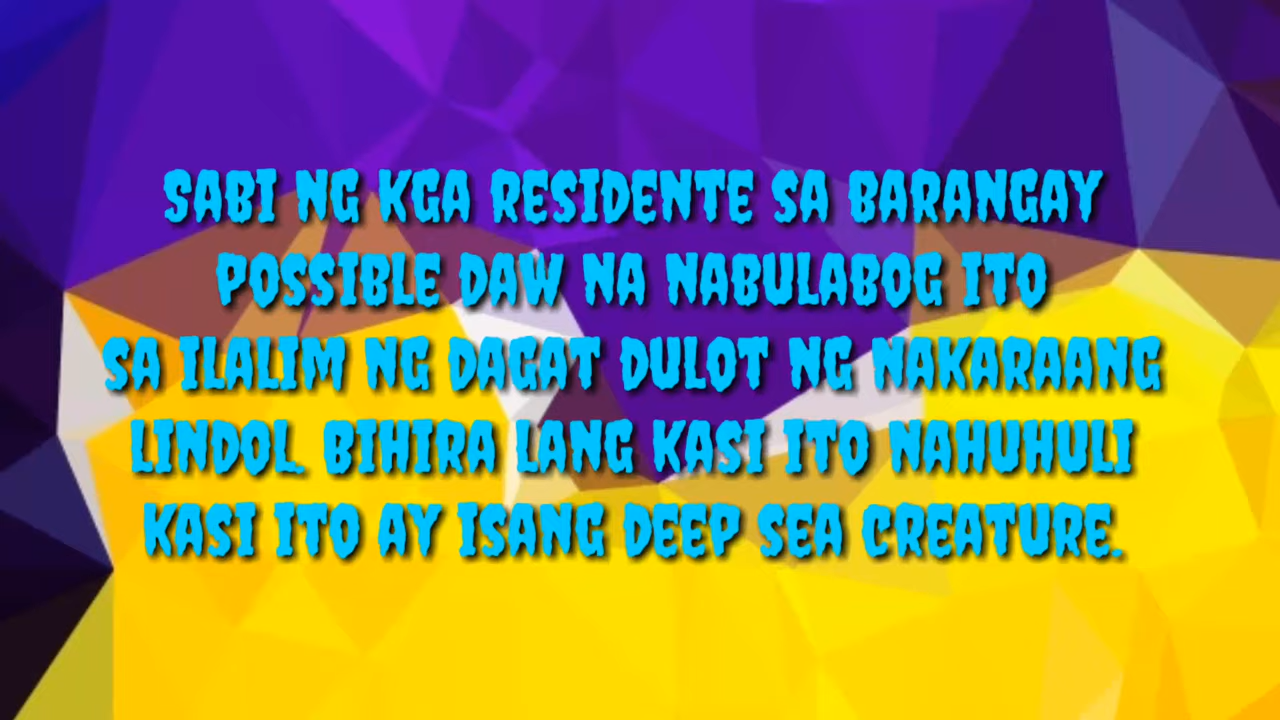 SABI NG KGA RESIDENTE SA BARANGAY
POSSIBLE DAW NA NABULABOG ITO
SA ILALIM NG DAGAT DULOT NG NAKARAANG
LINDOL. BIHIRA LANG KASI ITO NAHUHULI
KASI ITO AY ISANG DEEP SEA CREATURE.